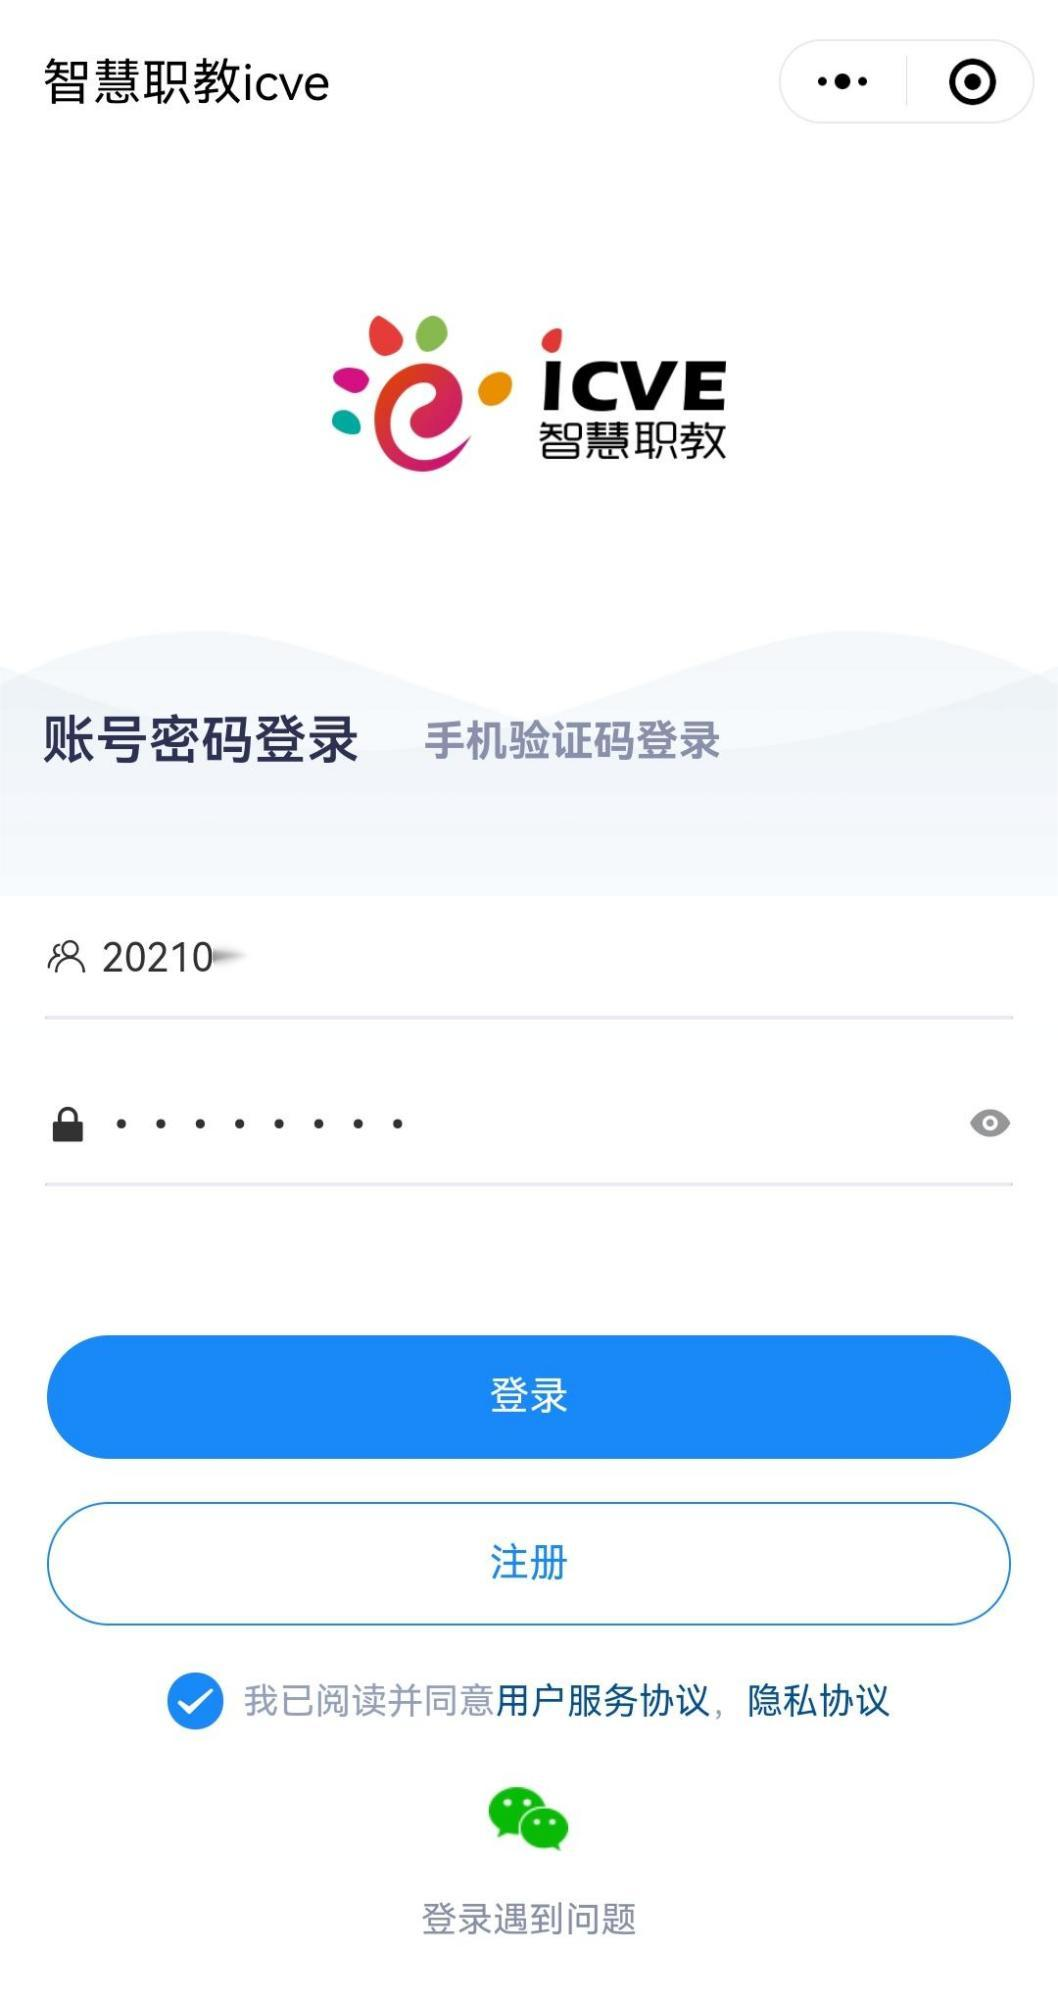 智慧职教icve
ICVE
智慧职教
账号密码登录 手机验证码登录
20210
登录
注册
我已阅读并同意用户服务协议，隐私协议
登录遇到问题